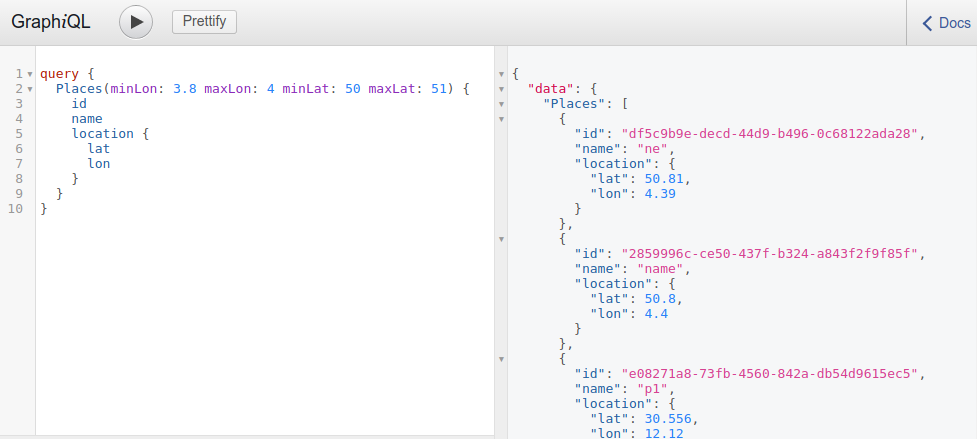 GraphiQL
Prettify
Docs
1 query {
2 Places(minLon: 3.8 maxLon: 4 minLat: 50 maxLat: 51) {
3 id
4 name
5 location {
6 lat
7 lon
8 }
9 }
10 }
{
"data": {
"Places": [
{
"id": "df5c9b9e-decd-44d9-b496-0c68122ada28",
"name": "ne",
"location": {
"lat": 50.81,
"lon": 4.39
}
},
{
"id": "2859996c-ce50-437f-b324-a843f2f9f85f",
"name": "name",
"location": {
"lat": 50.8,
"lon": 4.4
}
},
{
"id": "e08271a8-73fb-4560-842a-db54d9615ec5",
"name": "p1",
"location": {
"lat": 30.556,
"lon": 12.12